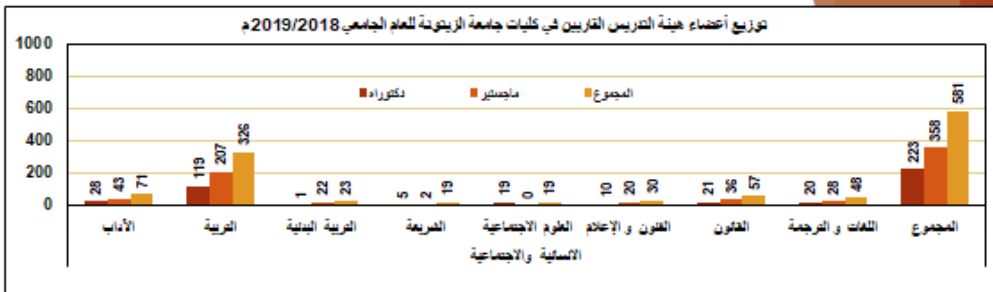 توزيع أعضاء هيئة التدريس القاريين في كليات جامعة الزيتونة للعام الجامعي 2019/2018م
دكتوراه ماجستير المجموع
1000
800
600
400
200
0
28 43 71
119 207 326
1 22 23
5 2 19
19 0 19
10 20 30
21 36 57
20 28 48
223 358 581
الآداب التربية التربية البدنية الشريعة العلوم الاجتماعية الفنون و الإعلام القانون اللغات و الترجمة المجموع
الانسانية والاجتماعية